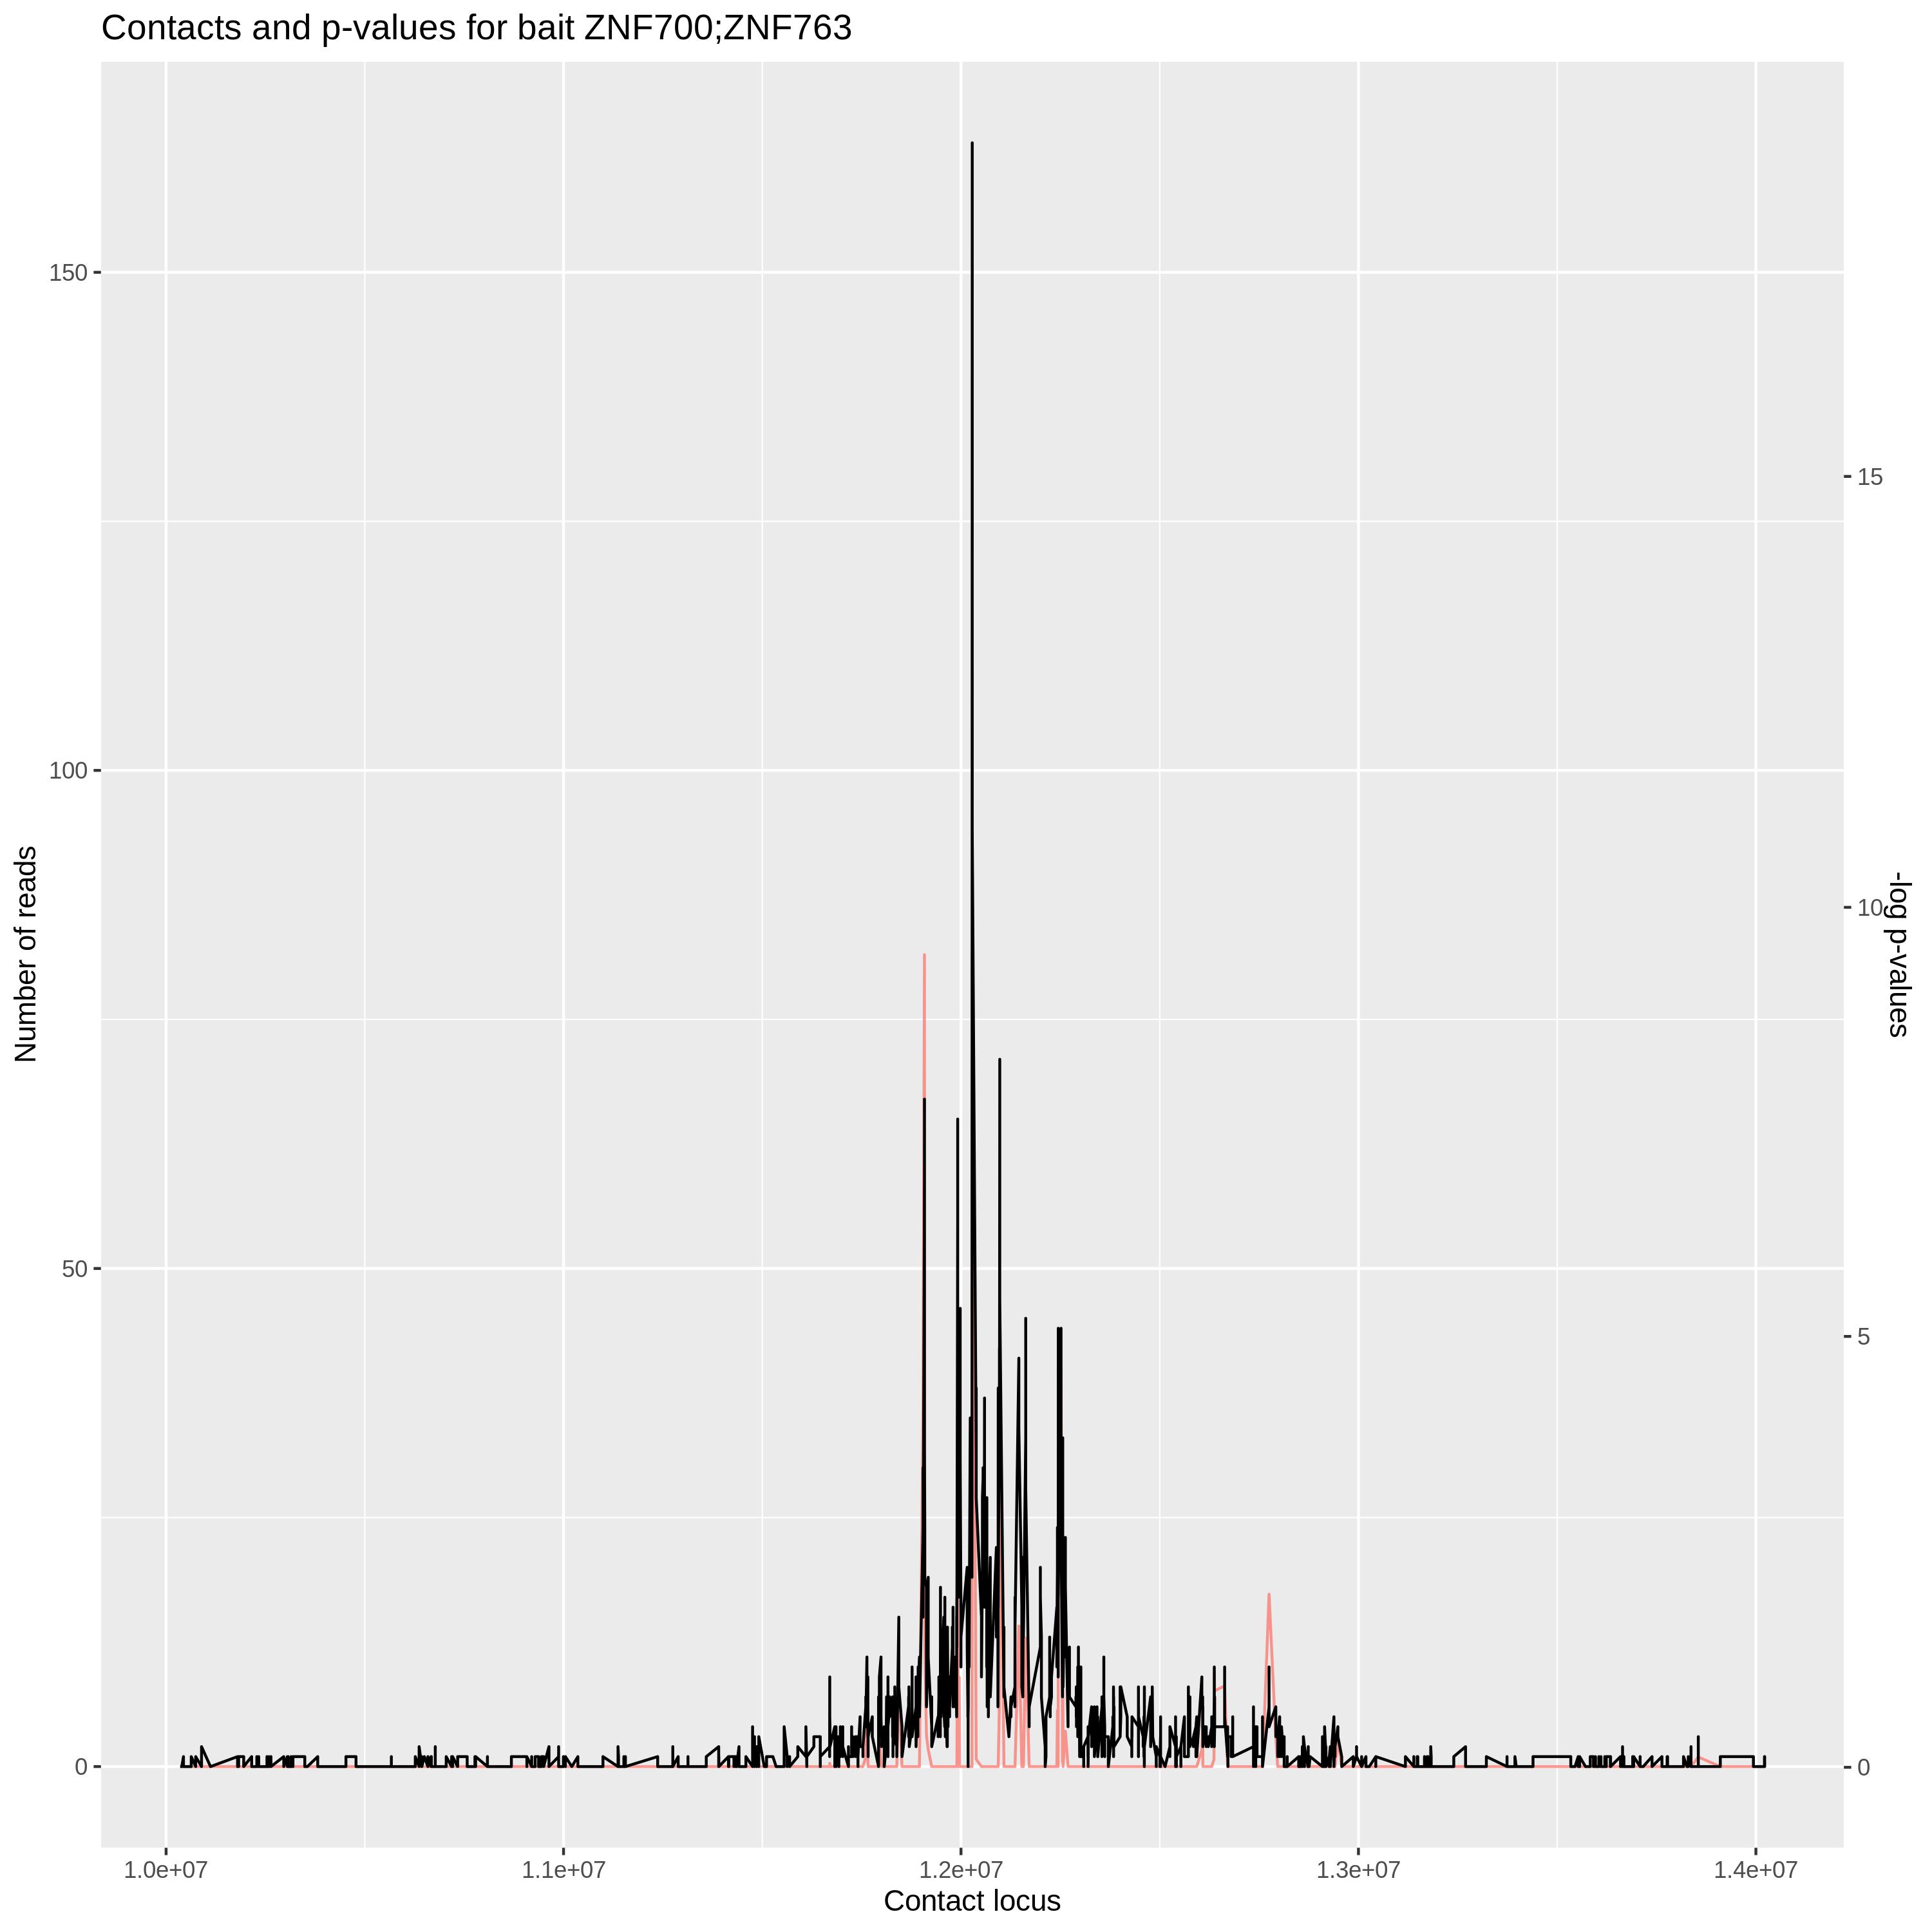 Contacts and p-values for bait ZNF700;ZNF763
Number of reads
150
100
50
0
15
10
5
0
-log p-values
1.0e+07
1.1e+07
1.2e+07
1.3e+07
1.4e+07
Contact locus